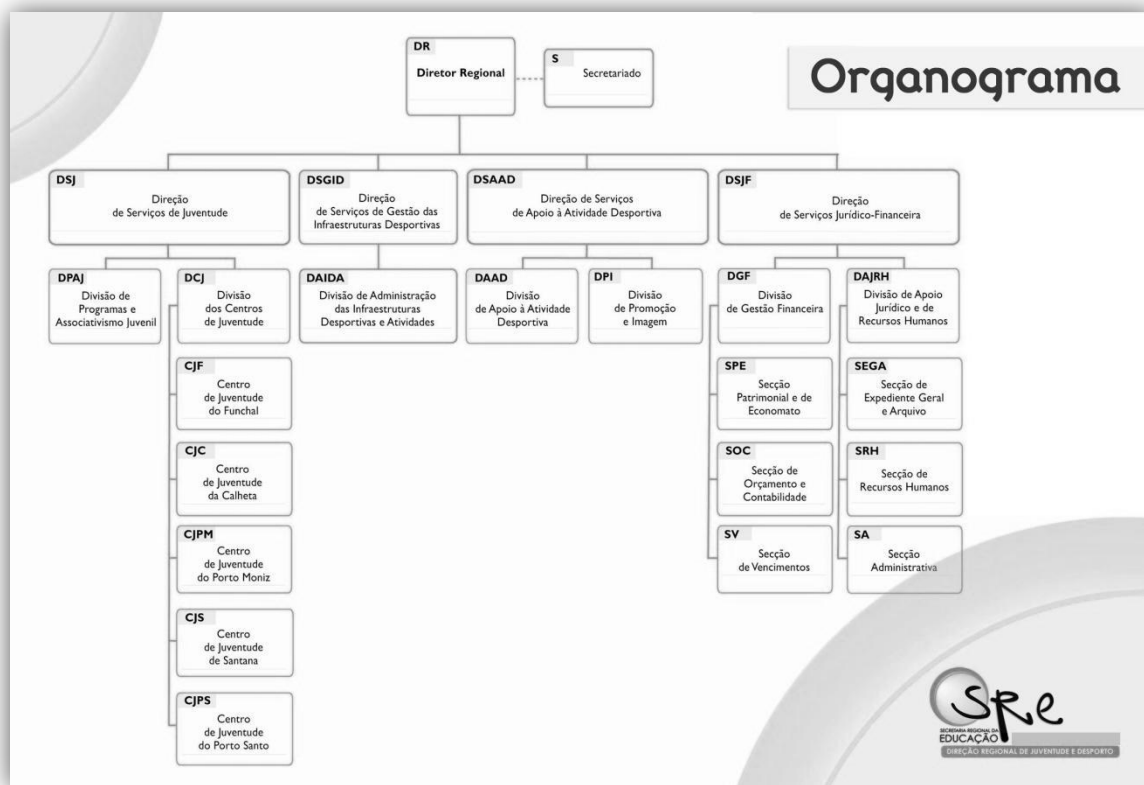 Organograma
DR
Diretor Regional
S
Secretariado
DSJ
Direção
de Serviços de Juventude
DSGID
Direção
de Serviços de Gestão das
Infraestruturas Desportivas
DSAAD
Direção de Serviços
de Apoio à Atividade Desportiva
DSJF
Direção
de Serviços Jurídico-Financeira
DPAJ
Divisão de
Programas e
Associativismo Juvenil
DCJ
Divisão
dos Centros
de Juventude
DAIDA
Divisão de Administração
das Infraestruturas
Desportivas e Atividades
DAAD
Divisão
de Apoio à Atividade
Desportiva
DPI
Divisão
de Promoção
e Imagem
DGF
Divisão
de Gestão Financeira
DAJRH
Divisão de Apoio
Jurídico e de
Recursos Humanos
CJF
Centro
de Juventude
do Funchal
SPE
Secção
Patrimonial e de
Economato
SEGA
Secção de
Expediente Geral
e Arquivo
CJC
Centro
de Juventude
da Calheta
SOC
Secção de
Orçamento e
Contabilidade
SRH
Secção de
Recursos Humanos
CJPM
Centro
de Juventude
do Porto Moniz
SV
Secção
de Vencimentos
SA
Secção
Administrativa
CJS
Centro
de Juventude
de Santana
CJPS
Centro
de Juventude
do Porto Santo
SRe
SECRETARIA REGIONAL DA
EDUCAÇÃO
DIREÇÃO REGIONAL DE JUVENTUDE E DESPORTO